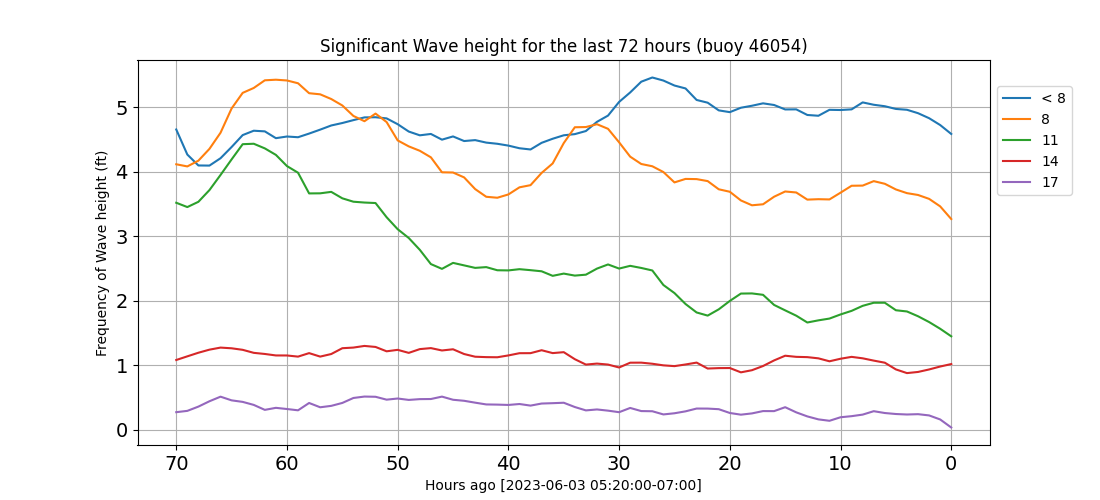 Significant Wave height for the last 72 hours (buoy 46054)
Frequency of Wave height (ft)
5
4
3
2
1
0
70 60 50 40 30 20 10 0
Hours ago [2023-06-03 05:20:00-07:00]
< 8
8
11
14
17